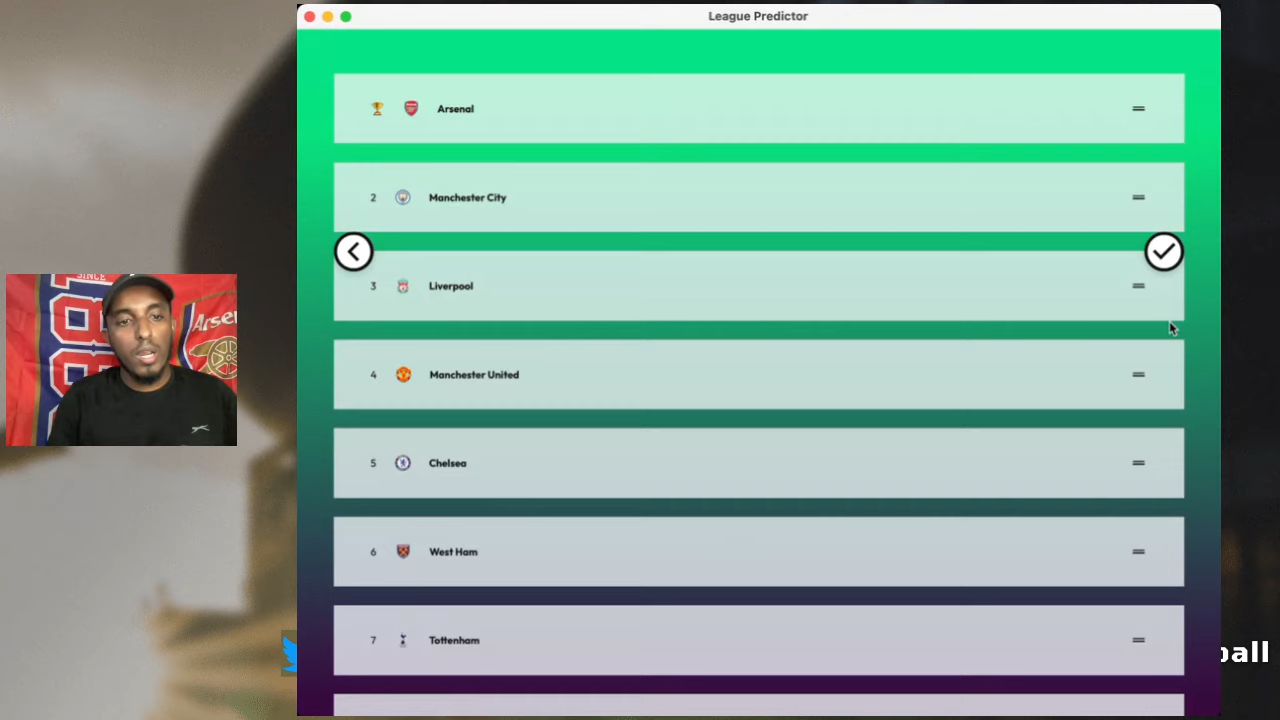 League Predictor
Arsenal
2 Manchester City
3 Liverpool
4 Manchester United
5 Chelsea
6 West Ham
7 Tottenham
SINCE
Arse
ball